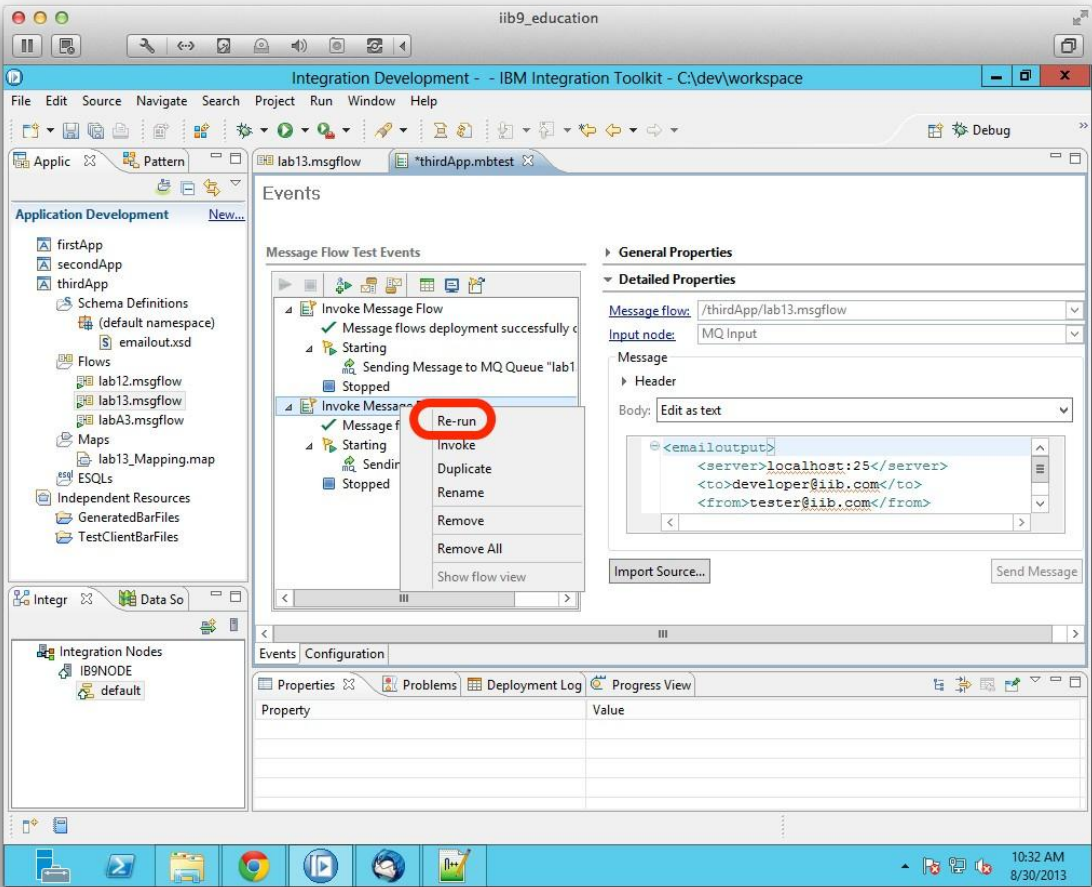 iib9_education
Integration Development - - IBM Integration Toolkit - C:\dev\workspace
File Edit Source Navigate Search Project Run Window Help
Debug
Applic Pattern
lab13.msgflow *thirdApp.mbtest
Application Development New...
firstApp
secondApp
thirdApp
Schema Definitions
(default namespace)
emailout.xsd
Flows
lab12.msgflow
lab13.msgflow
labA3.msgflow
Maps
lab13_Mapping.map
ESQLs
Independent Resources
GeneratedBarFiles
TestClientBarFiles
Events
Message Flow Test Events
Invoke Message Flow
Message flows deployment successfully c
Starting
Sending Message to MQ Queue "lab1
Stopped
Invoke Message
Message f
Starting
Sendin
Stopped
Re-run
Invoke
Duplicate
Rename
Remove
Remove All
Show flow view
General Properties
Detailed Properties
Message flow: /thirdApp/lab13.msgflow
Input node: MQ Input
Message
Header
Body: Edit as text
<emailoutput>
<server>localhost:25</server>
<to>developer@iib.com</to>
<from>tester@iib.com</from>
Import Source... Send Message
Events Configuration
Integr Data So
Integration Nodes
IB9NODE
default
Properties Problems Deployment Log Progress View
Property Value
10:32 AM
8/30/2013